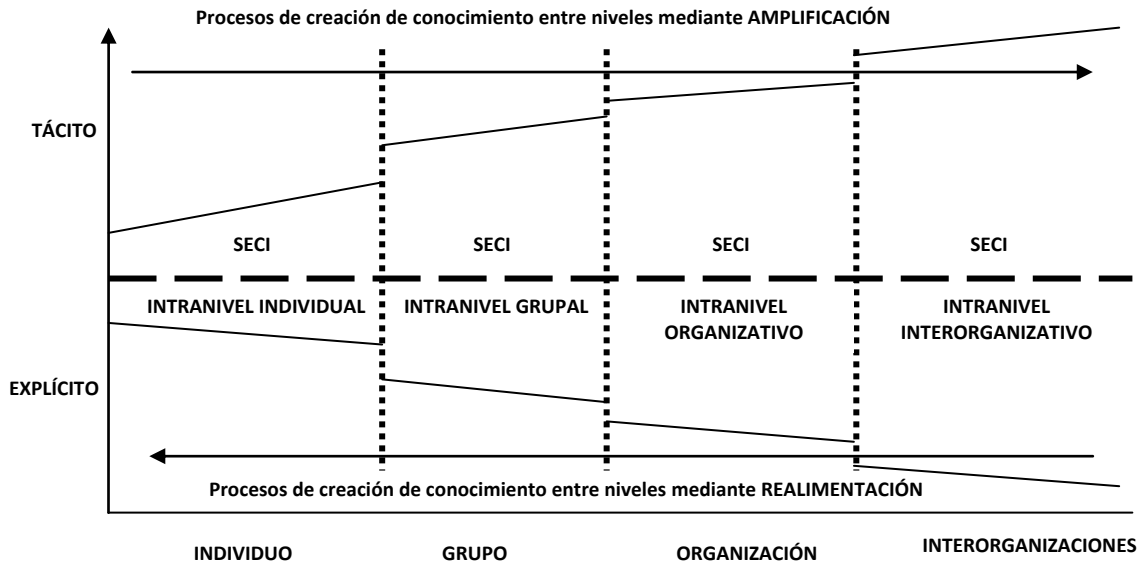 Procesos de creación de conocimiento entre niveles mediante AMPLIFICACIÓN
TÁCITO
SECI
SECI
SECI
SECI
INTRANIVEL INDIVIDUAL
INTRANIVEL GRUPAL
INTRANIVEL
ORGANIZATIVO
INTRANIVEL
INTERORGANIZATIVO
EXPLÍCITO
Procesos de creación de conocimiento entre niveles mediante REALIMENTACIÓN
INDIVIDUO
GRUPO
ORGANIZACIÓN
INTERORGANIZACIONES